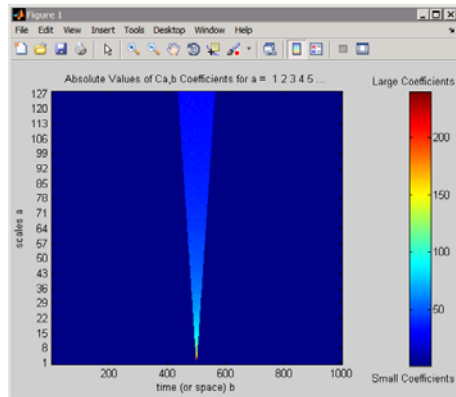 Figure 1
File Edit View Insert Tools Desktop Window Help
Absolute Values of Ca,b Coefficients for a = 1 2 3 4 5 ...
Large Coefficients
127
120
113
106
99
92
85
78
71
64
57
50
43
36
29
22
15
8
1
scales a
200 400 600 800 1000
time (or space) b
200
150
100
50
Small Coefficients